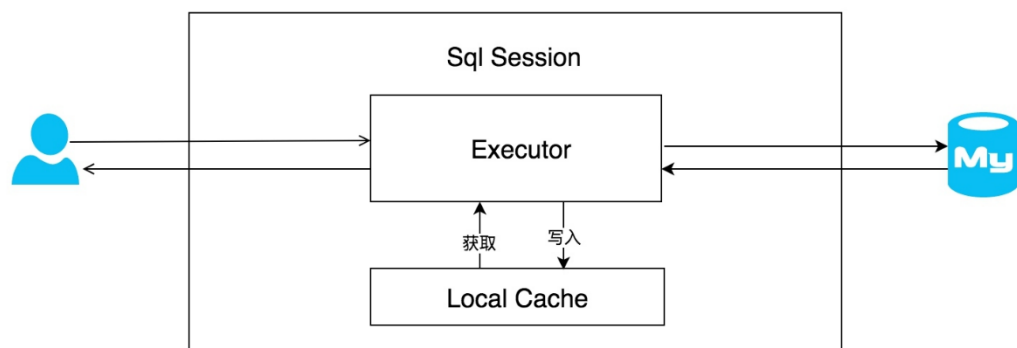 Sql Session
Executor
My
获取
写入
Local Cache